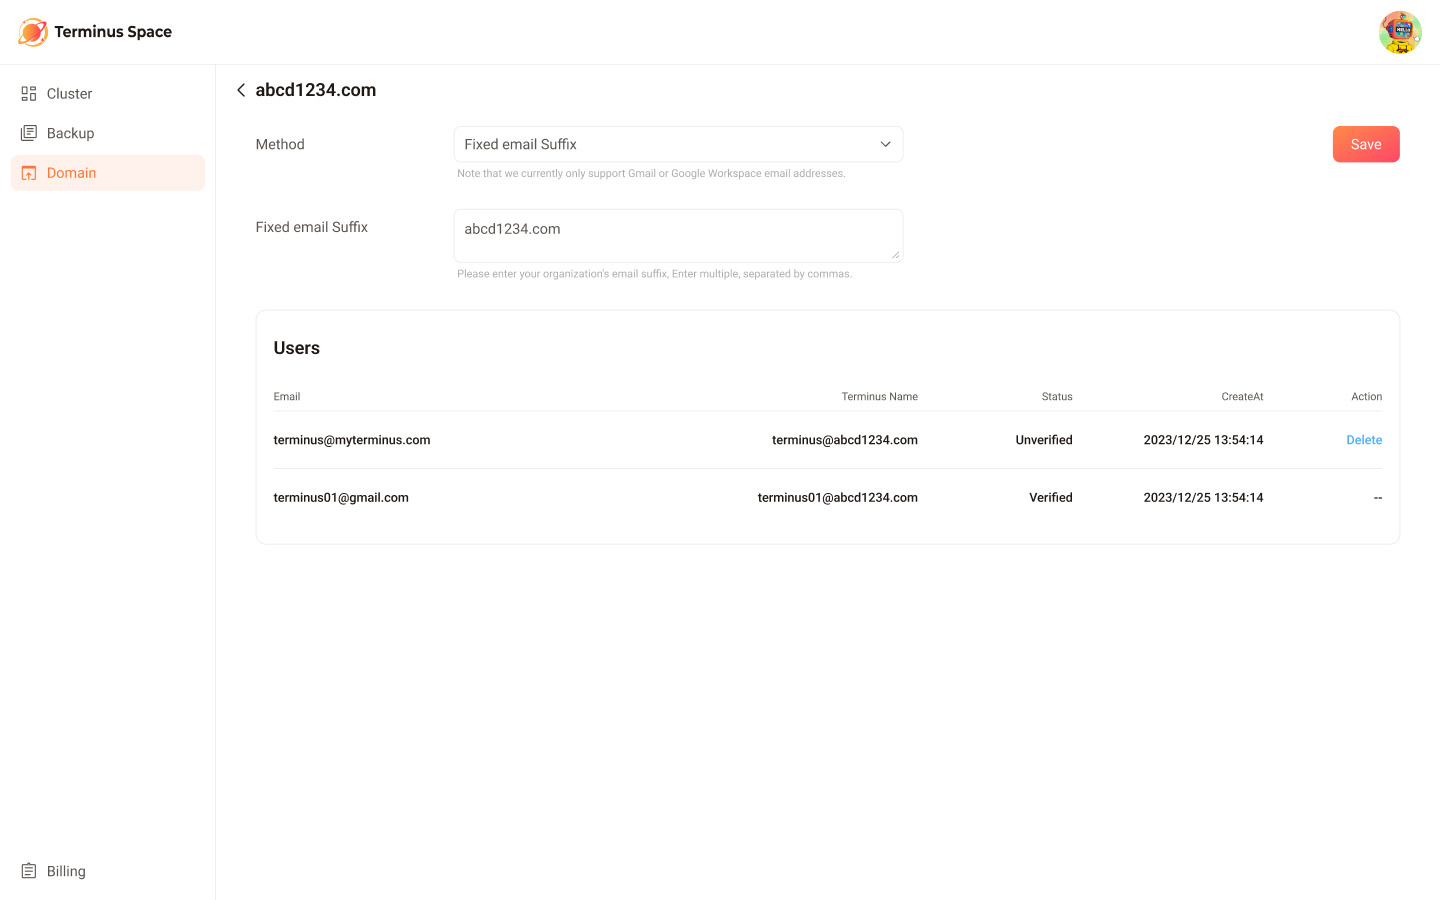 Terminus Space
Cluster
Backup
Domain
Billing
abcd1234.com
Method
Fixed email Suffix
Save
Note that we currently only support Gmail or Google Workspace email addresses.
Fixed email Suffix
abcd1234.com
Please enter your organization's email suffix, Enter multiple, separated by commas.
Users
Email Terminus Name Status CreateAt Action
terminus@myterminus.com terminus@abcd1234.com Unverified 2023/12/25 13:54:14 Delete
terminus01@gmail.com terminus01@abcd1234.com Verified 2023/12/25 13:54:14 --